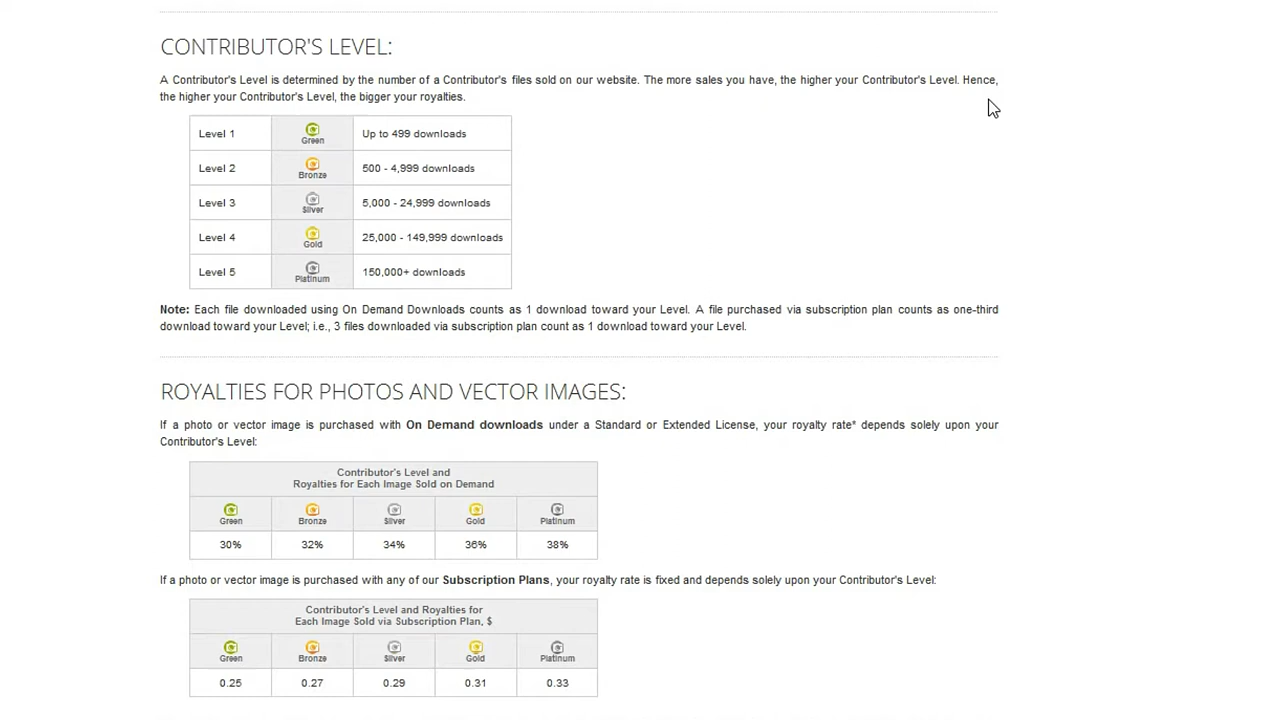 CONTRIBUTOR'S LEVEL:
A Contributor's Level is determined by the number of a Contributor's files sold on our website. The more sales you have, the higher your Contributor's Level. Hence,
the higher your Contributor's Level, the bigger your royalties.
Level 1 Green Up to 499 downloads
Level 2 Bronze 500 - 4,999 downloads
Level 3 Silver 5,000 - 24,999 downloads
Level 4 Gold 25,000 - 149,999 downloads
Level 5 Platinum 150,000+ downloads
Note: Each file downloaded using On Demand Downloads counts as 1 download toward your Level. A file purchased via subscription plan counts as one-third
download toward your Level; i.e., 3 files downloaded via subscription plan count as 1 download toward your Level.
ROYALTIES FOR PHOTOS AND VECTOR IMAGES:
If a photo or vector image is purchased with On Demand downloads under a Standard or Extended License, your royalty rate* depends solely upon your
Contributor's Level:
Contributor's Level and
Royalties for Each Image Sold on Demand
Green Bronze Silver Gold Platinum
30% 32% 34% 36% 38%
If a photo or vector image is purchased with any of our Subscription Plans, your royalty rate is fixed and depends solely upon your Contributor's Level:
Contributor's Level and Royalties for
Each Image Sold via Subscription Plan, $
Green Bronze Silver Gold Platinum
0.25 0.27 0.29 0.31 0.33